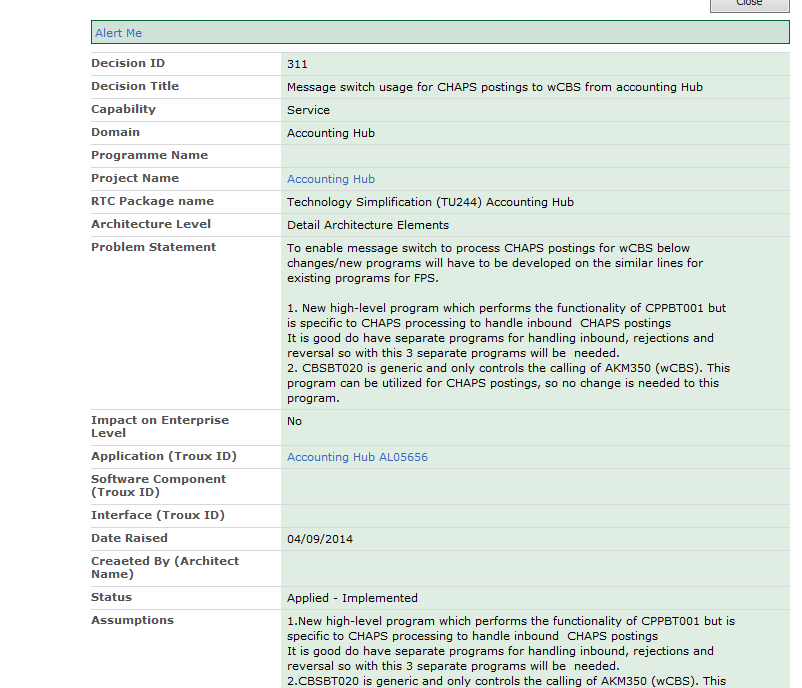 Close
Alert Me
Decision ID 311
Decision Title Message switch usage for CHAPS postings to wCBS from accounting Hub
Capability Service
Domain Accounting Hub
Programme Name
Project Name Accounting Hub
RTC Package name Technology Simplification (TU244) Accounting Hub
Architecture Level Detail Architecture Elements
Problem Statement To enable message switch to process CHAPS postings for wCBS below
changes/new programs will have to be developed on the similar lines for
existing programs for FPS.
1. New high-level program which performs the functionality of CPPBT001 but
is specific to CHAPS processing to handle inbound  CHAPS postings
It is good do have separate programs for handling inbound, rejections and
reversal so with this 3 separate programs will be  needed.
2. CBSBT020 is generic and only controls the calling of AKM350 (wCBS). This
program can be utilized for CHAPS postings, so no change is needed to this
program.
Impact on Enterprise No
Level
Application (Troux ID) Accounting Hub AL05656
Software Component
(Troux ID)
Interface (Troux ID)
Date Raised 04/09/2014
Creaeted By (Architect
Name)
Status Applied - Implemented
Assumptions 1.New high-level program which performs the functionality of CPPBT001 but is
specific to CHAPS processing to handle inbound  CHAPS postings
It is good do have separate programs for handling inbound, rejections and
reversal so with this 3 separate programs will be  needed.
2.CBSBT020 is generic and only controls the calling of AKM350 (wCBS). This